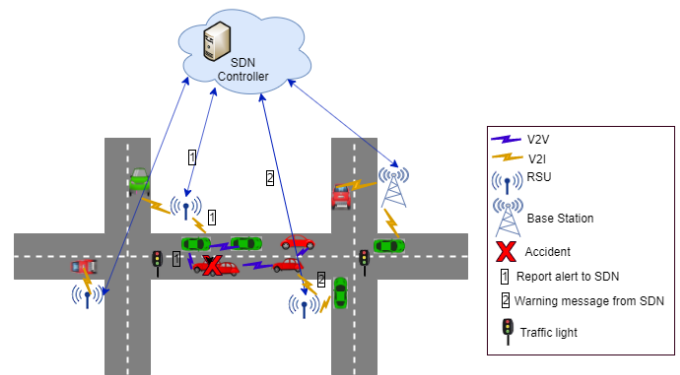 SDN
Controller
1
2
1
1
2
V2V
V2I
RSU
Base Station
Accident
1 Report alert to SDN
2 Warning message from SDN
Traffic light